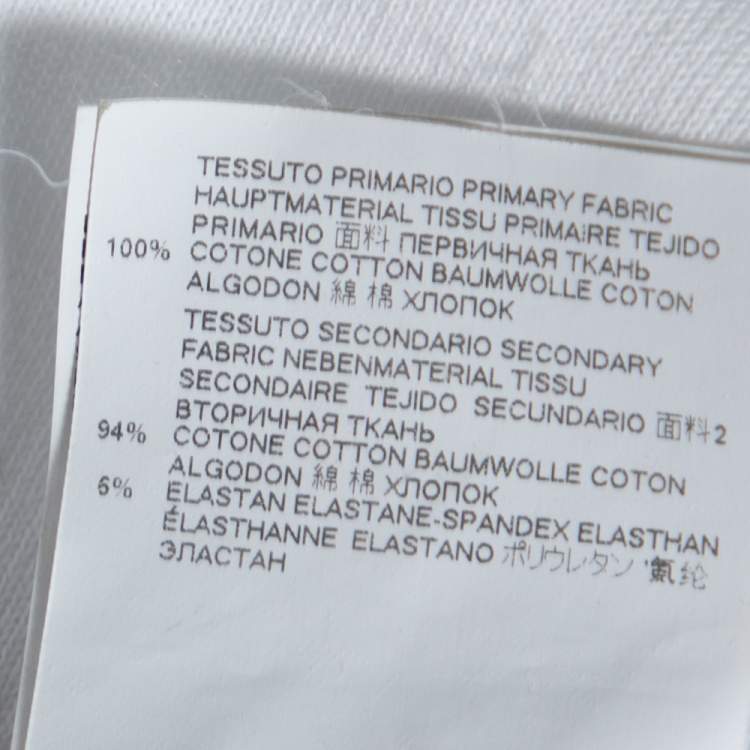 TESSUTO PRIMARIO PRIMARY FABRIC
HAUPTMATERIAL TISSU PRIMAIRE TEJIDO
PRIMARIO 面料 ПЕРВИЧНАЯ ТКАНЬ
100% COTONE COTTON BAUMWOLLE COTON
ALGODON 綿 棉 ХЛОПОК
TESSUTO SECONDARIO SECONDARY
FABRIC NEBENMATERIAL TISSU
SECONDAIRE TEJIDO SECUNDARIO 面料2
ВТОРИЧНАЯ ТКАНЬ
94% COTONE COTTON BAUMWOLLE COTON
ALGODON 綿 棉 ХЛОПОК
6% ELASTAN ELASTANE-SPANDEX ELASTHAN
ÉLASTHANNE ELASTANO ポリウレタン 氨纶
ЭЛАСТАН